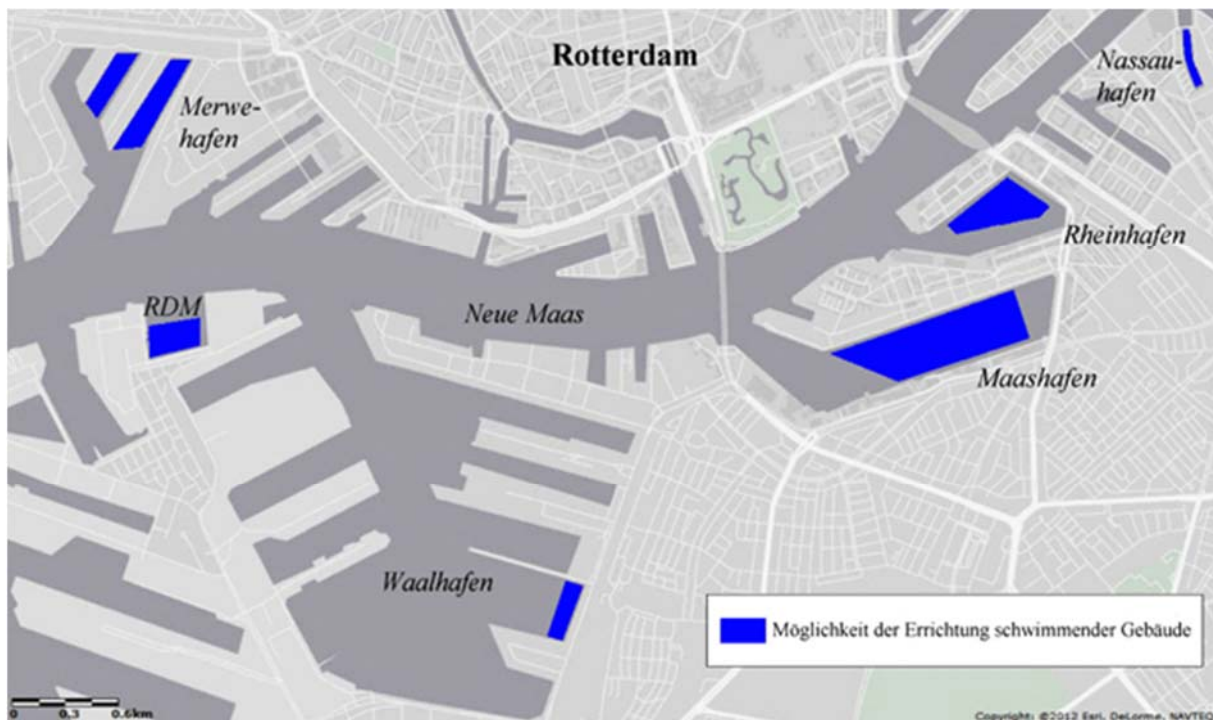 Rotterdam
Nassau-
hafen
Merwe-
hafen
Rheinhafen
RDM
Neue Maas
Maashafen
Waalhafen
Möglichkeit der Errichtung schwimmender Gebäude
0 0.3 0.6km
Copyright: ©2012 Esri, DeLorme, NAVTEQ